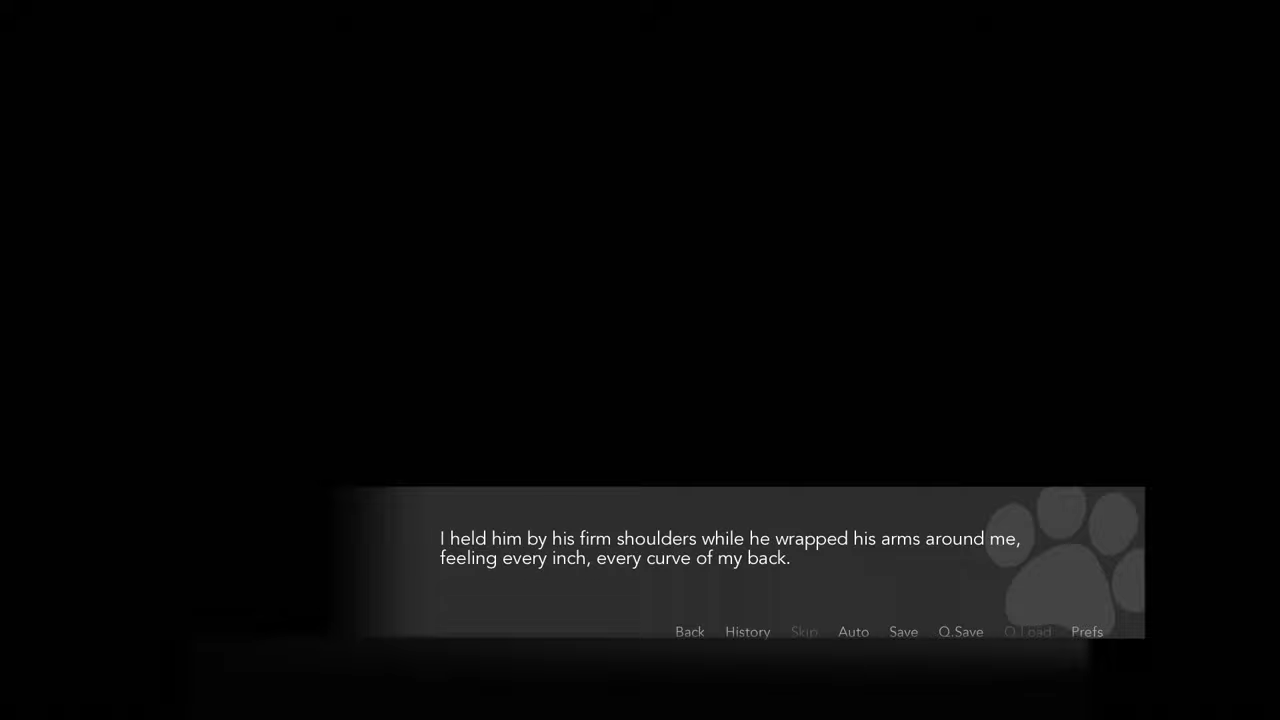 I held him by his firm shoulders while he wrapped his arms around me,
feeling every inch, every curve of my back.
Back History Skip Auto Save Q.Save Q.Load Prefs